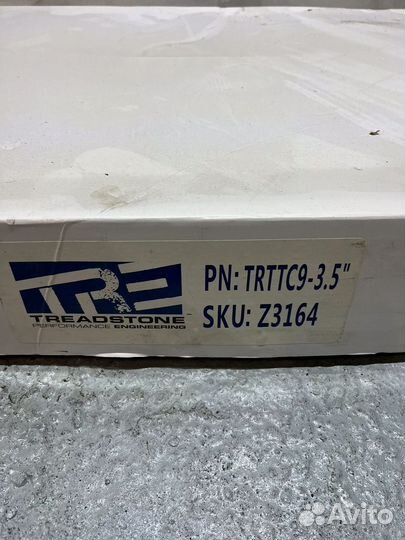 TRE
TREADSTONE
PERFORMANCE ENGINEERING
PN: TRTTC9-3.5"
SKU: Z3164
Avito